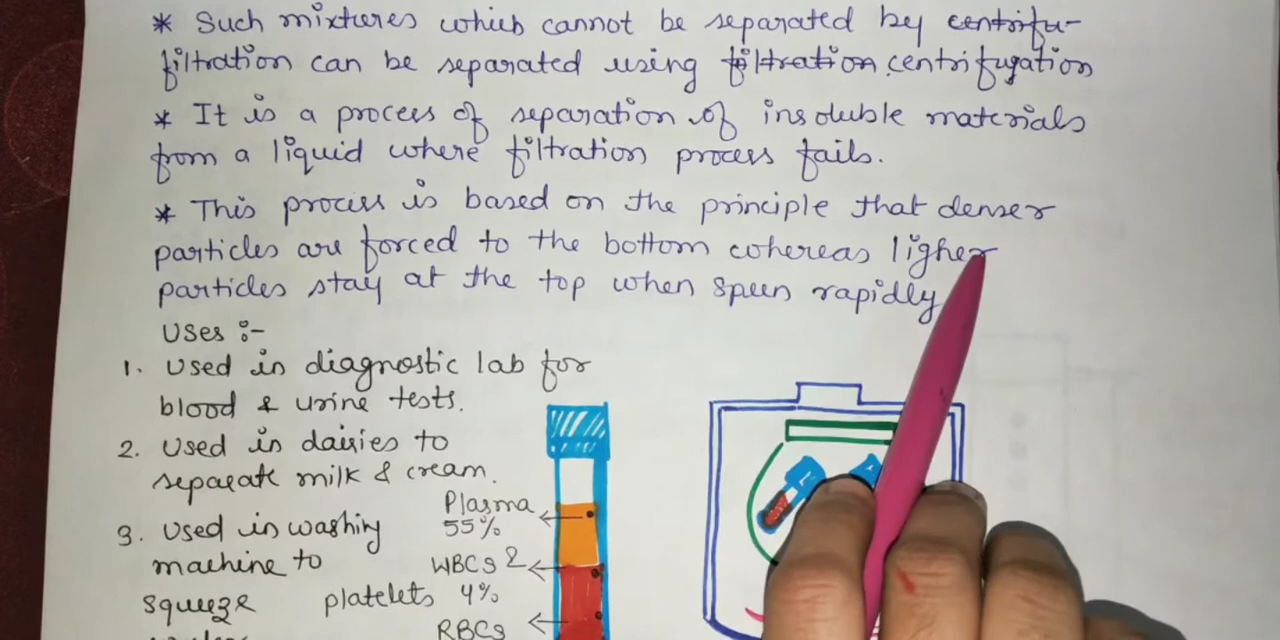 * Such mixtures which cannot be separated by centrifu-
filtration can be separated using filtration centrifugation
* It is a process of separation of insoluble materials
from a liquid where filtration process fails.
* This process is based on the principle that denser
particles are forced to the bottom whereas ligher
particles stay at the top when speen rapidly
Uses :-
1. Used in diagnostic lab for
blood & urine tests.
2. Used in dairies to
separate milk & cream.
3. Used in washing
machine to
squeeze
Plasma
55%
WBCs &
platelets 4%
RBCs